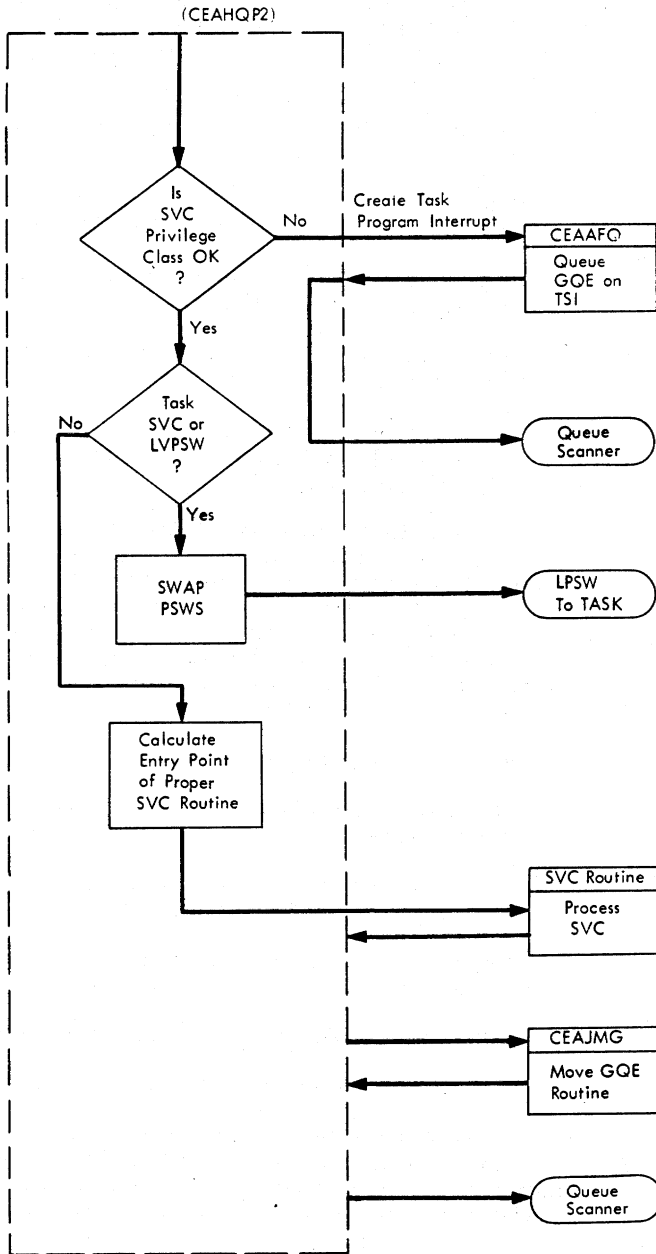 (CEAHQP2)
Is
SVC
Privilege
Class OK
?
No
Create Task
Program Interrupt
CEAAFQ
Queue
GQE on
TSI
Yes
Task
SVC or
LVPSW
?
No
Queue
Scanner
Yes
SWAP
PSWS
LPSW
To TASK
Calculate
Entry Point
of Proper
SVC Routine
SVC Routine
Process
SVC
CEAJMG
Move GQE
Routine
Queue
Scanner